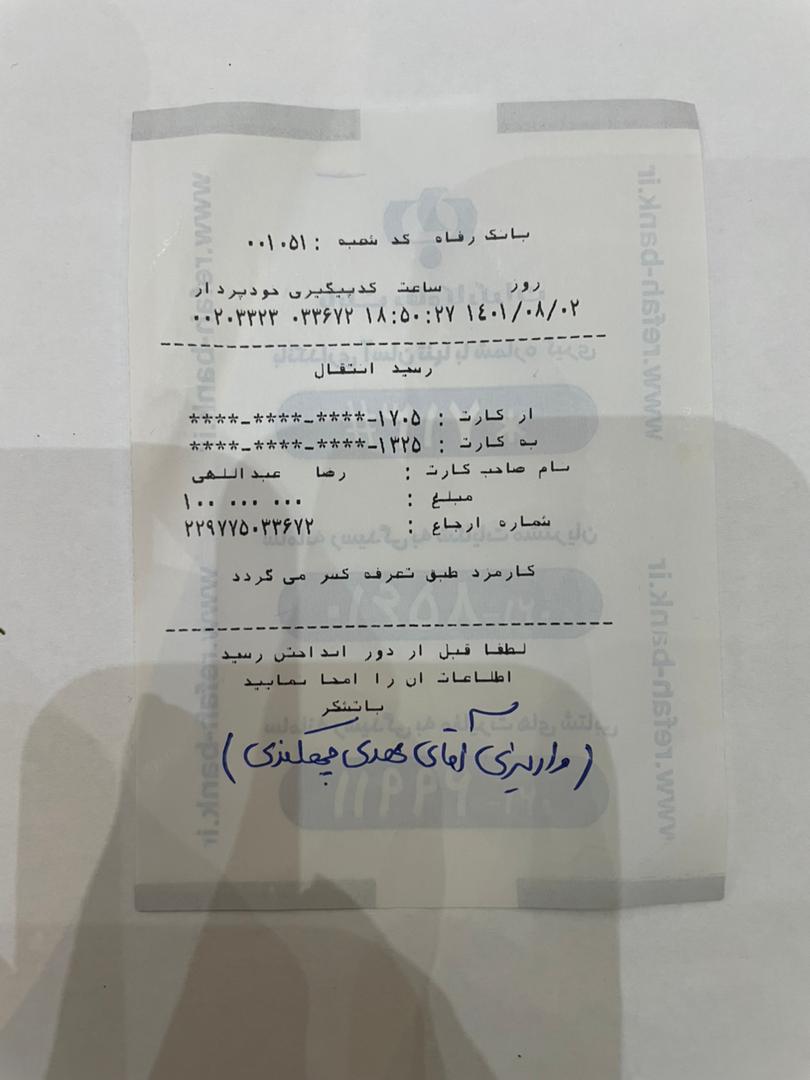 بانک رفاه کد شعبه : ۰۰۱۰۵۱
روز ساعت کدپیگیری خودپرداز
۱۴۰۱/۰۸/۰۲ ۱۸:۵۰:۲۷ ۰۳۳۶۷۲ ۰۰۲۰۳۳۲۳
رسید انتقال
از کارت : ۱۷۰۵-****-****-****
به کارت : ۱۳۲۵-****-****-****
نام صاحب کارت : رضا عبداللهی
مبلغ : ۱۰۰ ۰۰۰ ۰۰۰
شماره ارجاع : ۲۲۹۷۷۵۰۳۳۶۷۲
کارمزد طبق تعرفه کسر می گردد
لطفا قبل از دور انداختن رسید
اطلاعات ان را امحا نمایید
باتشکر
(واریزی آقای مهدی )
www.refah-bank.ir
www.refah-bank.ir
www.refah-bank.ir
www.refah-bank.ir